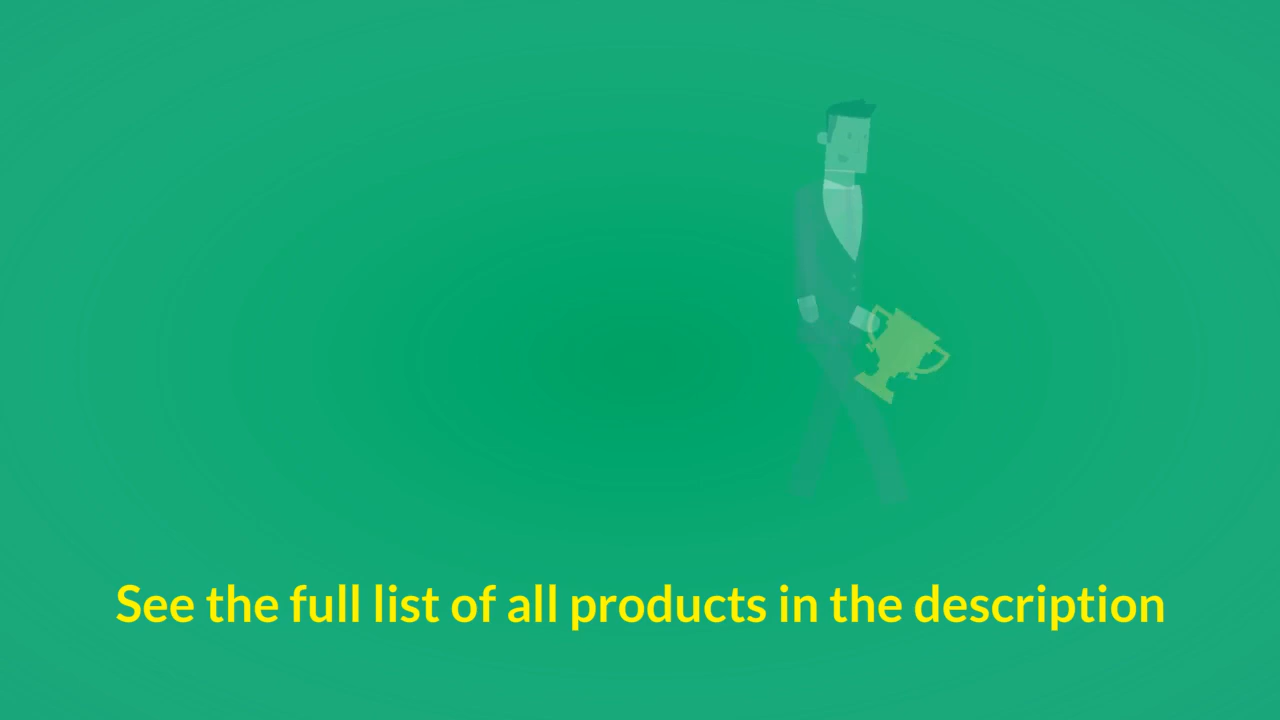 See the full list of all products in the description